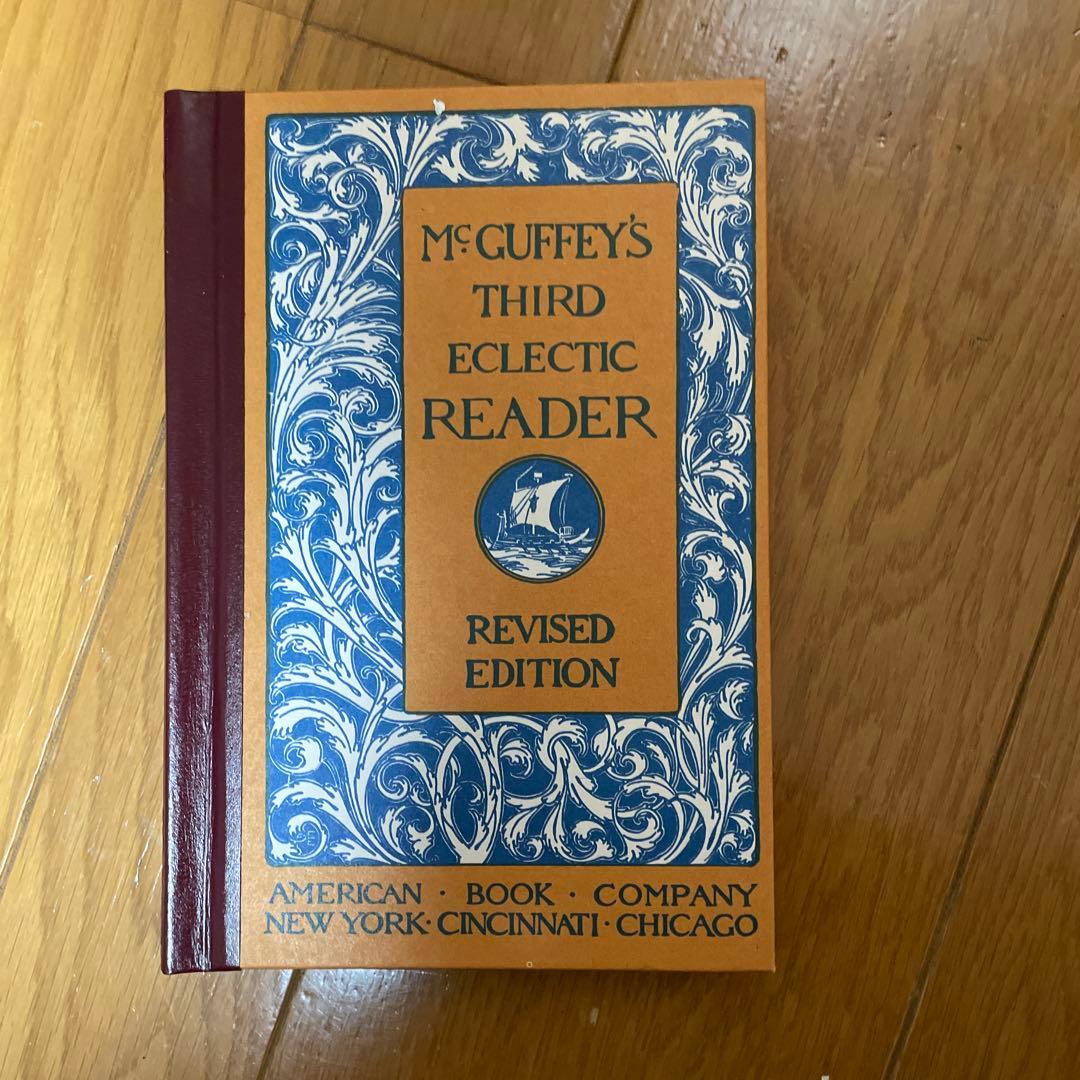 McGUFFEY'S
THIRD
ECLECTIC
READER
REVISED
EDITION
AMERICAN · BOOK · COMPANY
NEW YORK · CINCINNATI · CHICAGO